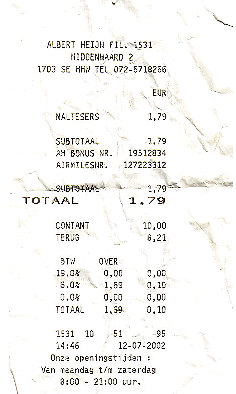 ALBERT HEIJN FIL. 1531
MIDDENWAARD 2
1703 SE HHW TEL 072-5718266
EUR
MALTESERS 1,79
SUBTOTAAL 1,79
AH BONUS NR. 19512834
AIRMILESNR. 127223312
SUBTOTAAL 1,79
TOTAAL 1.79
CONTANT 10,00
TERUG 8,21
BTW OVER
19.0% 0,00 0,00
6.0% 1,69 0,10
0.0% 0,00 0,00
TOTAAL 1,69 0,10
1531 10 51 95
14:46 12-07-2002
Onze openingstijden :
Van maandag t/m zaterdag
8:00 - 21:00 uur.